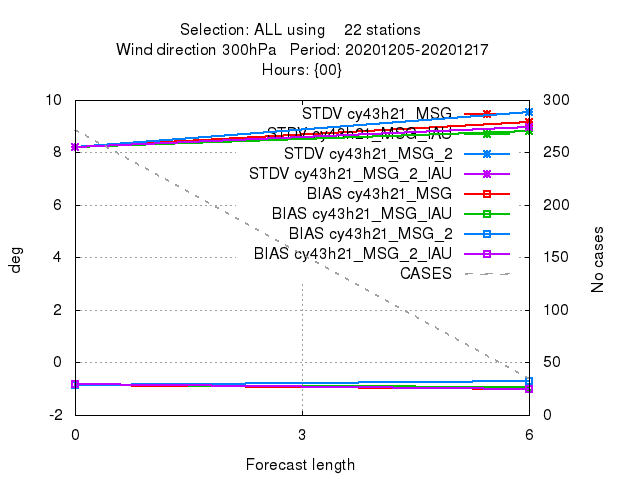 Selection: ALL using 22 stations
Wind direction 300hPa Period: 20201205-20201217
Hours: {00}
10 300
STDV cy43h21_MSG
STDV cy43h21_MSG_IAU
8 250
STDV cy43h21_MSG_2
STDV cy43h21_MSG_2_IAU
BIAS cy43h21_MSG
6 200
BIAS cy43h21_MSG_IAU
BIAS cy43h21_MSG_2
BIAS cy43h21_MSG_2_IAU
4 150
CASES
deg
No cases
2 100
0 50
-2 0
0 3 6
Forecast length